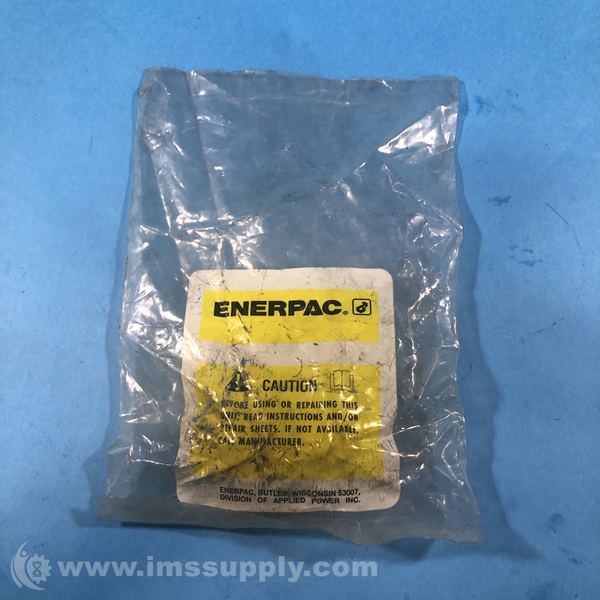 ENERPAC®
CAUTION
BEFORE USING OR REPAIRING THIS
UNIT, READ INSTRUCTIONS AND/OR
REPAIR SHEETS. IF NOT AVAILABLE,
CALL MANUFACTURER.
ENERPAC, BUTLER, WISCONSIN 53007,
DIVISION OF APPLIED POWER INC.
www.imssupply.com